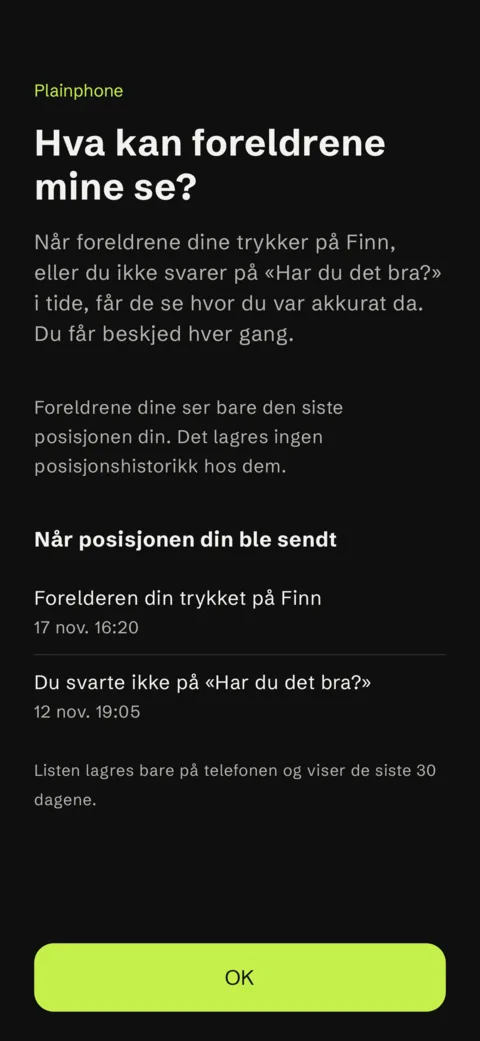 Plainphone
Hva kan foreldrene
mine se?
Når foreldrene dine trykker på Finn,
eller du ikke svarer på «Har du det bra?»
i tide, får de se hvor du var akkurat da.
Du får beskjed hver gang.
Foreldrene dine ser bare den siste
posisjonen din. Det lagres ingen
posisjonshistorikk hos dem.
Når posisjonen din ble sendt
Forelderen din trykket på Finn
17 nov. 16:20
Du svarte ikke på «Har du det bra?»
12 nov. 19:05
Listen lagres bare på telefonen og viser de siste 30
dagene.
OK